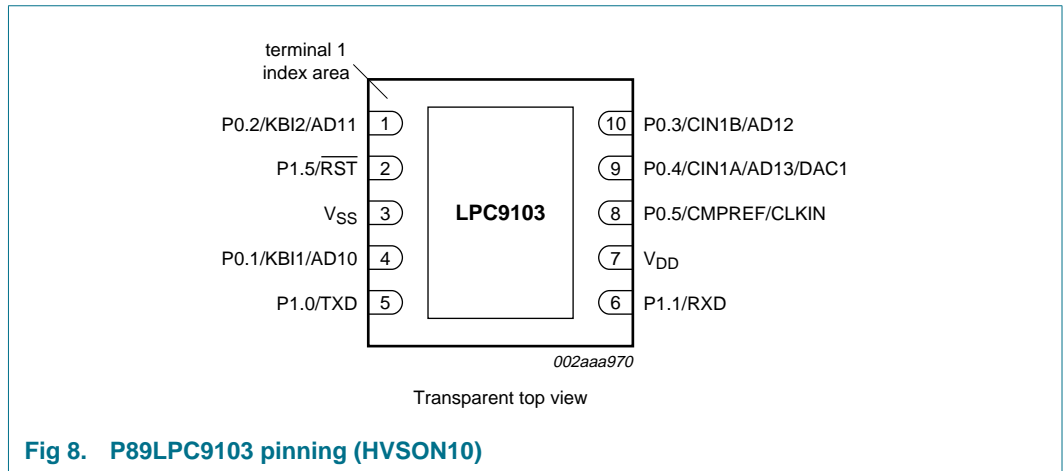 terminal 1
index area
P0.2/KBI2/AD11 1
10 P0.3/CIN1B/AD12
P1.5/R̅S̅T̅ 2
9 P0.4/CIN1A/AD13/DAC1
VSS 3
LPC9103
8 P0.5/CMPREF/CLKIN
P0.1/KBI1/AD10 4
7 VDD
P1.0/TXD 5
6 P1.1/RXD
002aaa970
Transparent top view
Fig 8. P89LPC9103 pinning (HVSON10)